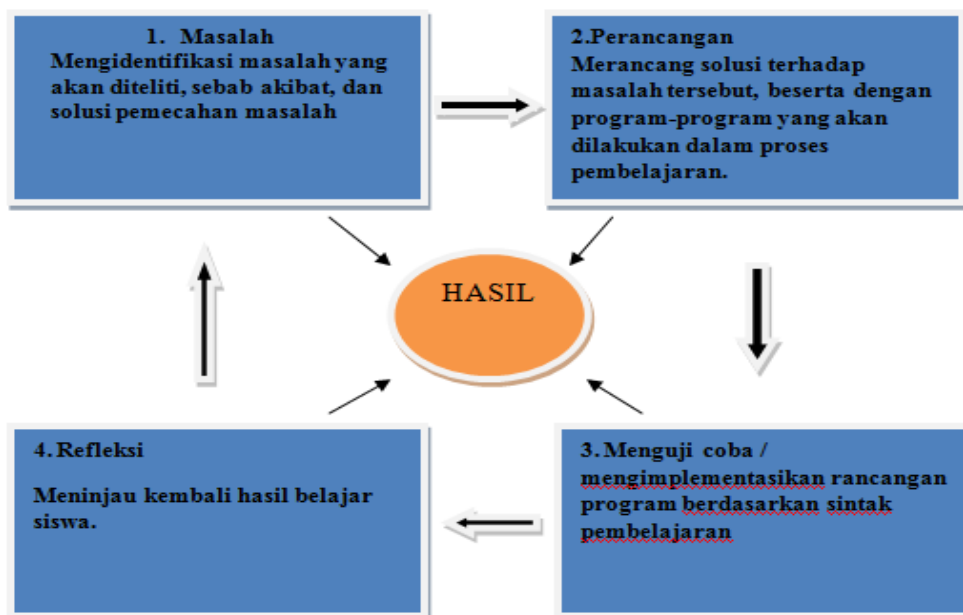 1. Masalah
Mengidentifikasi masalah yang
akan diteliti, sebab akibat, dan
solusi pemecahan masalah
2.Perancangan
Merancang solusi terhadap
masalah tersebut, beserta dengan
program-program yang akan
dilakukan dalam proses
pembelajaran.
HASIL
4. Refleksi
Meninjau kembali hasil belajar
siswa.
3. Menguji coba /
mengimplementasikan rancangan
program berdasarkan sintak
pembelajaran